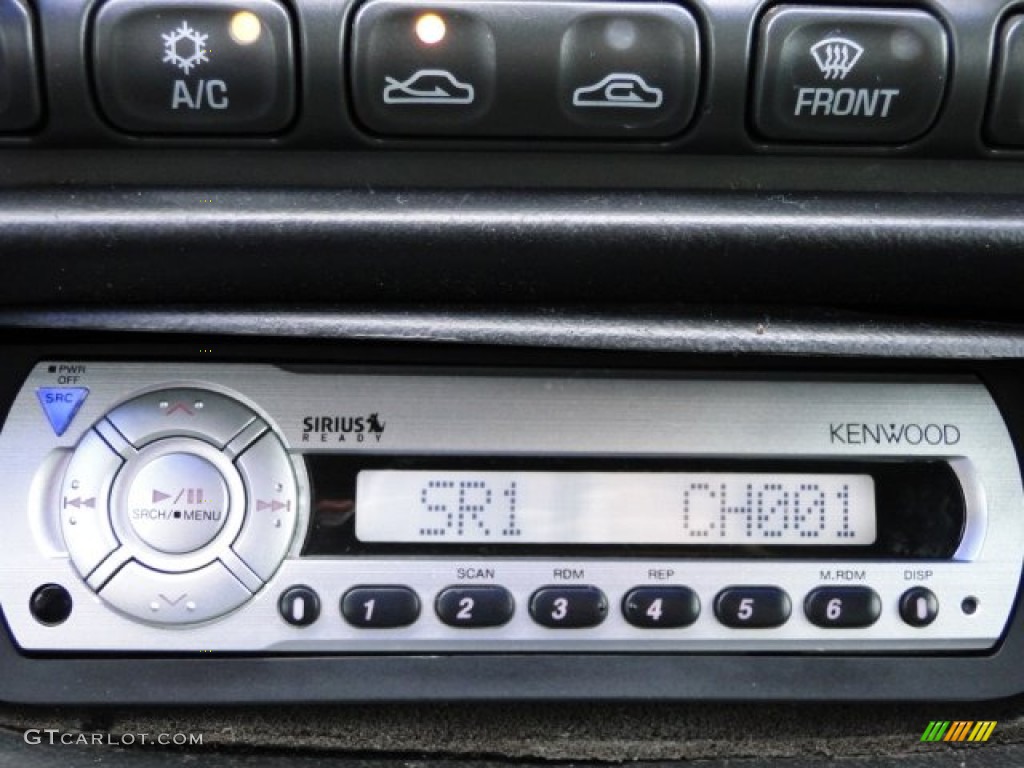 A/C
FRONT
PWR
OFF
SRC
SIRIUS
READY
KENWOOD
SRCH/ MENU
SR1 CH001
SCAN RDM REP M.RDM DISP
1 2 3 4 5 6
GTCARLOT.COM